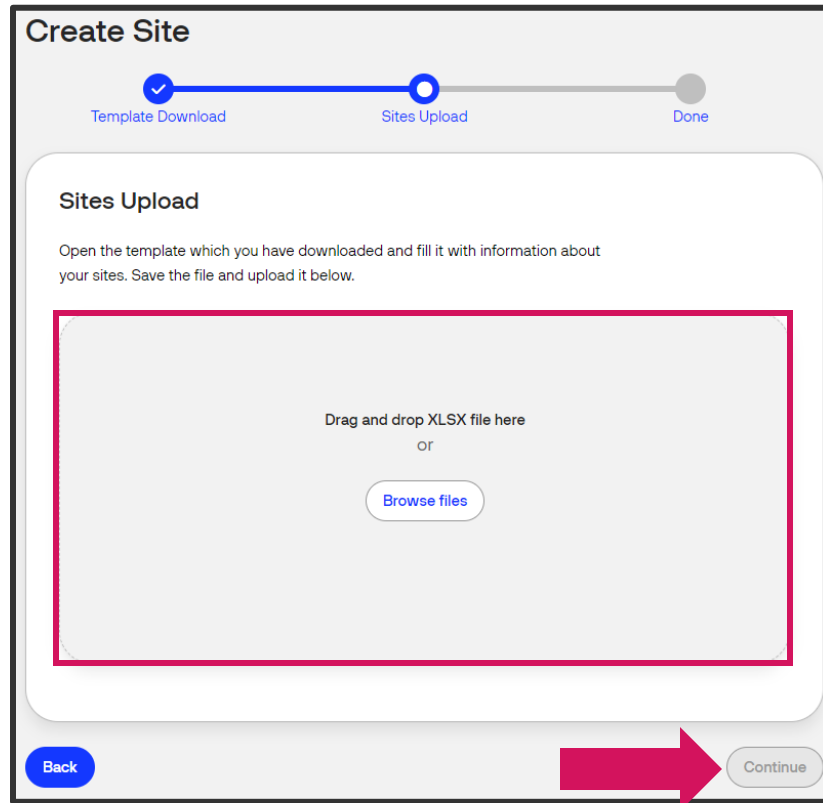 Create Site
Template Download
Sites Upload
Done
Sites Upload
Open the template which you have downloaded and fill it with information about
your sites. Save the file and upload it below.
Drag and drop XLSX file here
or
Browse files
Back
Continue